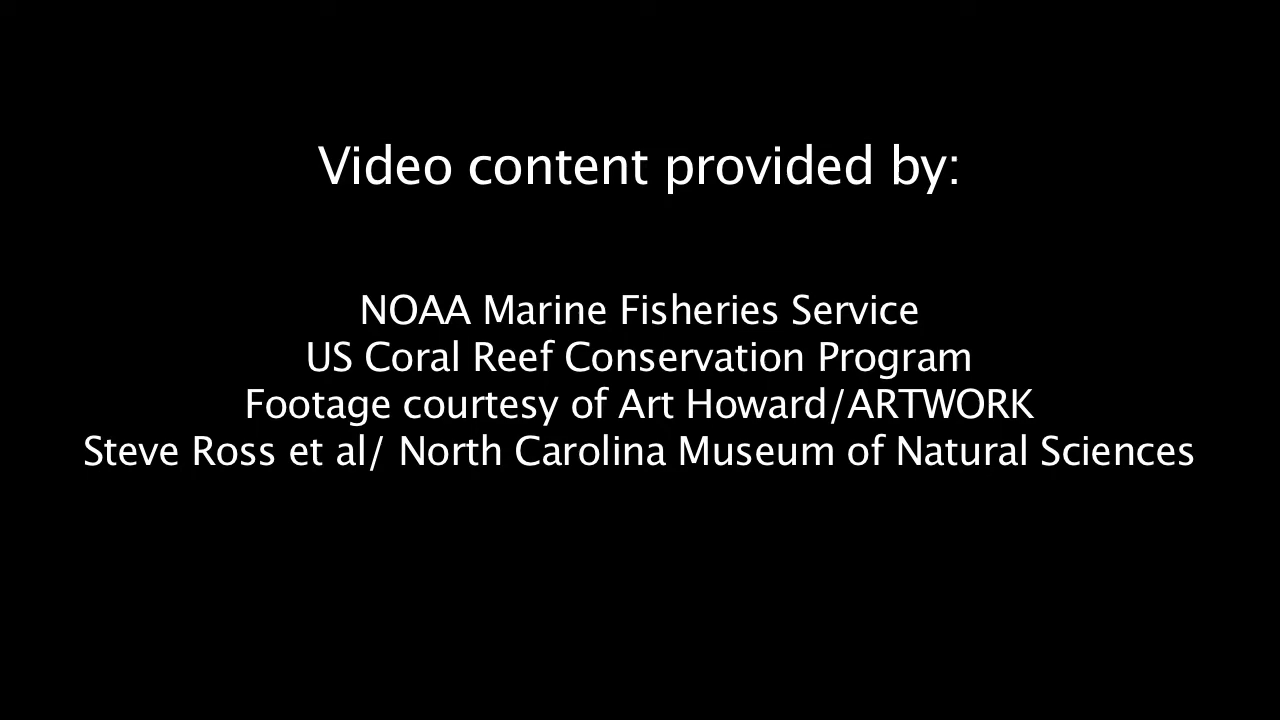 Video content provided by:
NOAA Marine Fisheries Service
US Coral Reef Conservation Program
Footage courtesy of Art Howard/ARTWORK
Steve Ross et al/ North Carolina Museum of Natural Sciences